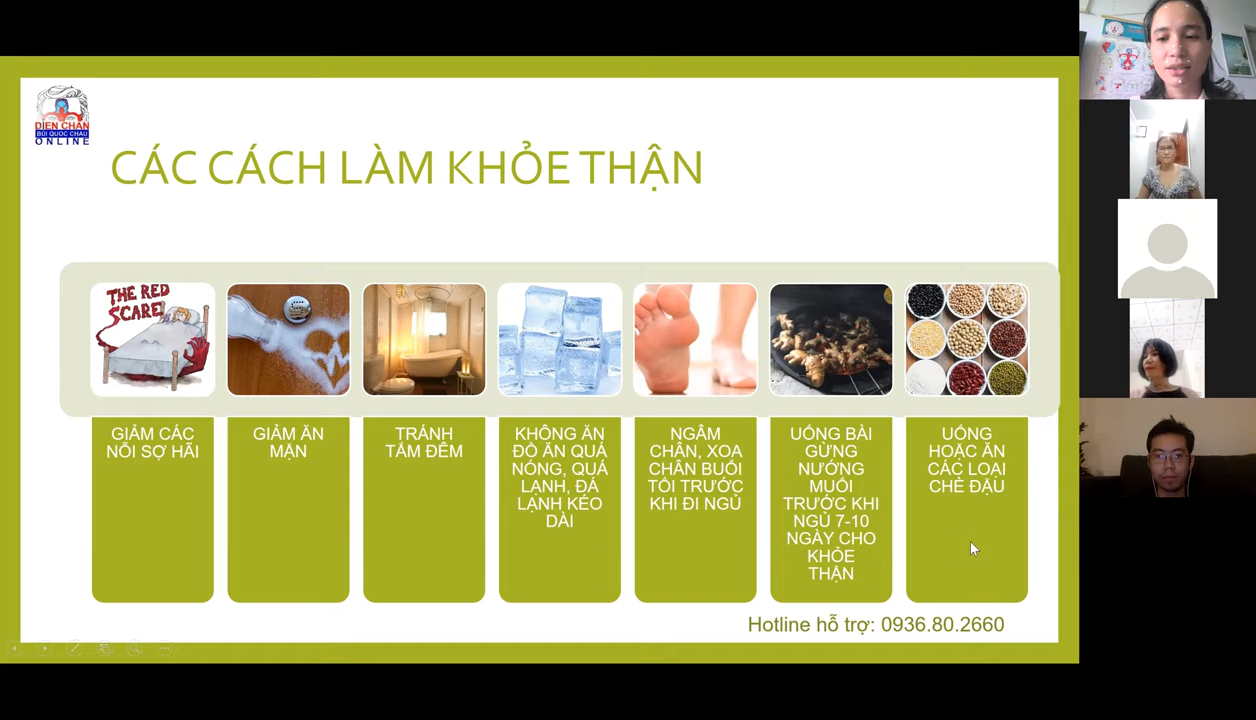 DIEN CHAN
BÙI QUỐC CHÂU
ONLINE
CÁC CÁCH LÀM KHỎE THẬN
THE RED
SCARE!
GIẢM CÁC
NỖI SỢ HÃI
GIẢM ĂN
MẶN
TRÁNH
TẮM ĐÊM
KHÔNG ĂN
ĐỒ ĂN QUÁ
NÓNG, QUÁ
LẠNH, ĐÁ
LẠNH KÉO
DÀI
NGÂM
CHÂN, XOA
CHÂN BUỔI
TỐI TRƯỚC
KHI ĐI NGỦ
UỐNG BÀI
GỪNG
NƯỚNG
MUỐI
TRƯỚC KHI
NGỦ 7-10
NGÀY CHO
KHỎE
THẬN
UỐNG
HOẶC ĂN
CÁC LOẠI
CHÈ ĐẬU
Hotline hỗ trợ: 0936.80.2660